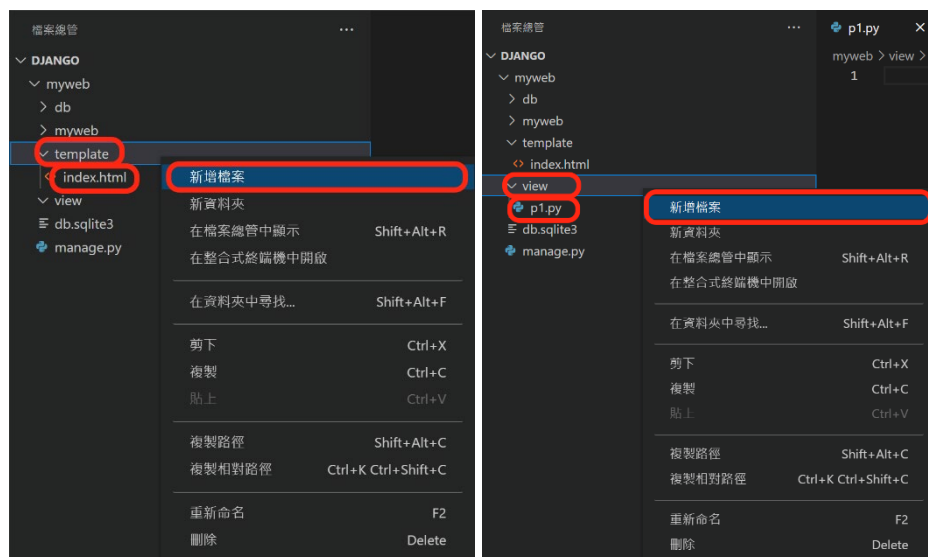 檔案總管 ...
DJANGO
myweb
db
myweb
template
index.html
view
db.sqlite3
manage.py
新增檔案
新資料夾
在檔案總管中顯示 Shift+Alt+R
在整合式終端機中開啟
在資料夾中尋找... Shift+Alt+F
剪下 Ctrl+X
複製 Ctrl+C
貼上 Ctrl+V
複製路徑 Shift+Alt+C
複製相對路徑 Ctrl+K Ctrl+Shift+C
重新命名 F2
刪除 Delete
檔案總管 ...
DJANGO
myweb
db
myweb
template
index.html
view
p1.py
db.sqlite3
manage.py
p1.py
myweb > view >
1
新增檔案
新資料夾
在檔案總管中顯示 Shift+Alt+R
在整合式終端機中開啟
在資料夾中尋找... Shift+Alt+F
剪下 Ctrl+X
複製 Ctrl+C
貼上 Ctrl+V
複製路徑 Shift+Alt+C
複製相對路徑 Ctrl+K Ctrl+Shift+C
重新命名 F2
刪除 Delete